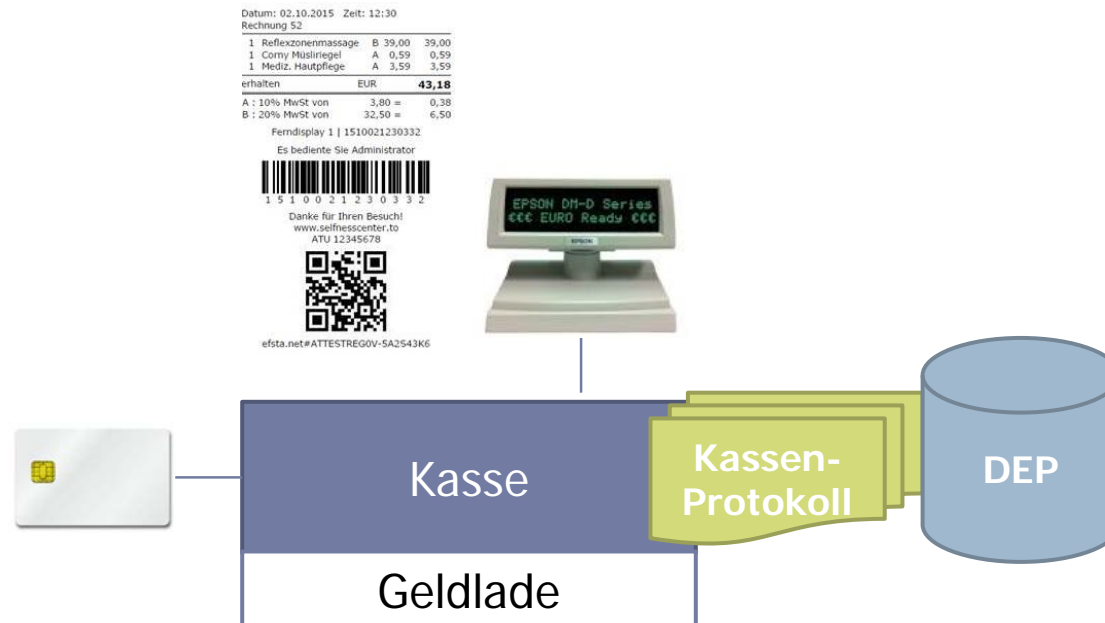 Datum: 02.10.2015 Zeit: 12:30
Rechnung 52
1 Reflexzonenmassage B 39,00 39,00
1 Corny Müsliriegel A 0,59 0,59
1 Mediz. Hautpflege A 3,59 3,59
erhalten EUR 43,18
A : 10% MwSt von 3,80 = 0,38
B : 20% MwSt von 32,50 = 6,50
Ferndisplay 1 | 1510021230332
Es bediente Sie Administrator
1 5 1 0 0 2 1 2 3 0 3 3 2
Danke für Ihren Besuch!
www.selfnesscenter.to
ATU 12345678
efsta.net#ATTESTREG0V-5A2S43K6
EPSON DM-D Series
€€€ EURO Ready €€€
EPSON
Kasse
Kassen-
Protokoll
DEP
Geldlade